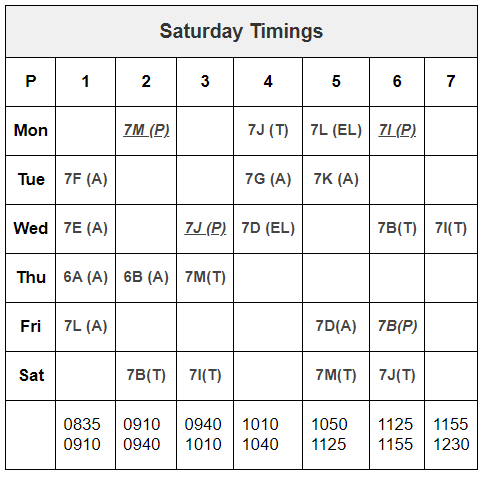 Saturday Timings
P 1 2 3 4 5 6 7
Mon 7M (P) 7J (T) 7L (EL) 7I (P)
Tue 7F (A) 7G (A) 7K (A)
Wed 7E (A) 7J (P) 7D (EL) 7B(T) 7I(T)
Thu 6A (A) 6B (A) 7M(T)
Fri 7L (A) 7D(A) 7B(P)
Sat 7B(T) 7I(T) 7M(T) 7J(T)
0835 0910 0940 1010 1050 1125 1155
0910 0940 1010 1040 1125 1155 1230